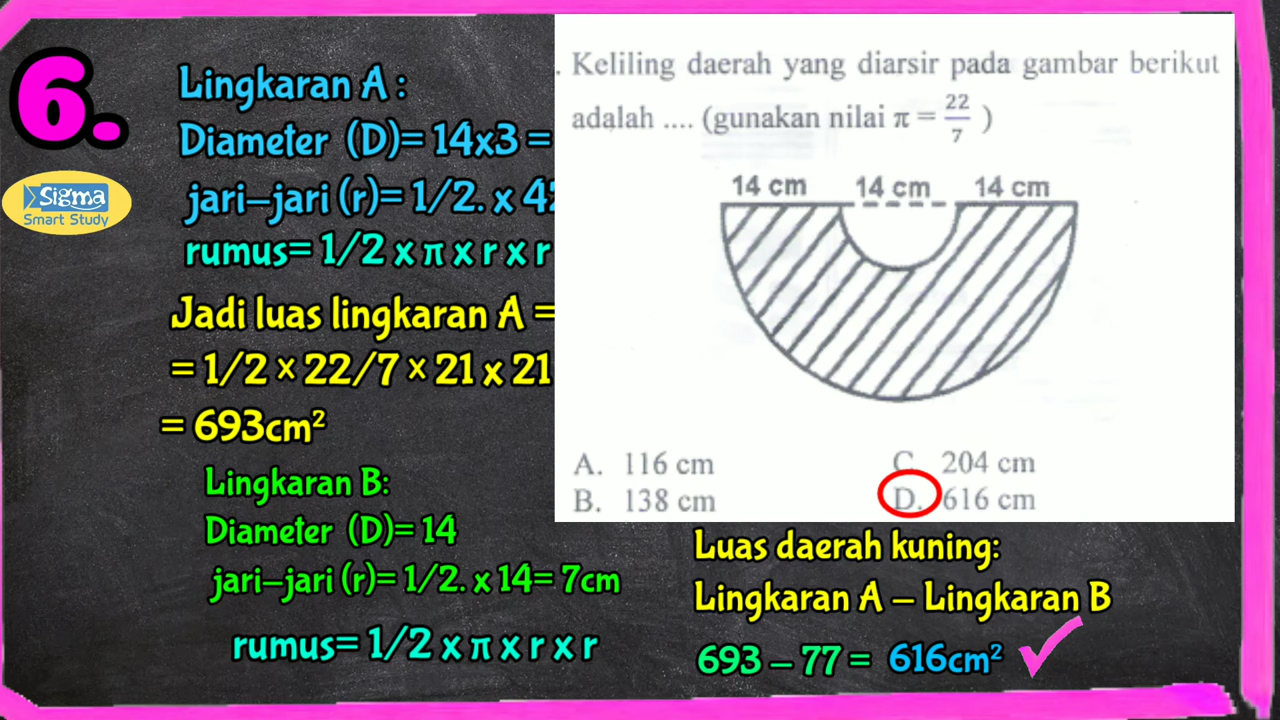 6.
Sigma
Smart Study
Lingkaran A :
Diameter (D)= 14x3 =
jari-jari (r)= 1/2. x 4
rumus= 1/2 x π x r x r
Jadi luas lingkaran A =
= 1/2 × 22/7 × 21 x 21
= 693cm²
Lingkaran B:
Diameter (D)= 14
jari-jari (r)= 1/2. x 14= 7cm
rumus= 1/2 x π x r x r
. Keliling daerah yang diarsir pada gambar berikut
adalah .... (gunakan nilai π = 22/7 )
14 cm 14 cm 14 cm
A. 116 cm C. 204 cm
B. 138 cm D. 616 cm
Luas daerah kuning:
Lingkaran A – Lingkaran B
693 – 77 = 616cm²